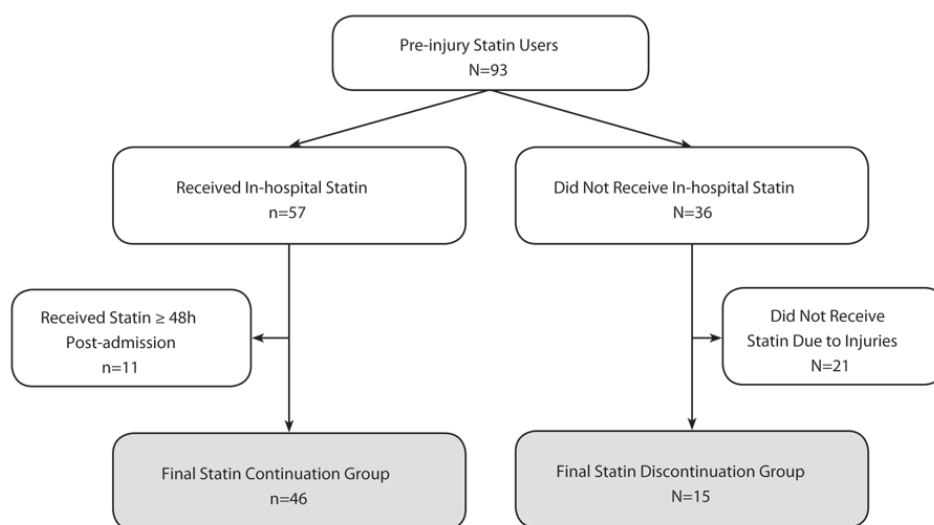 Pre-injury Statin Users
N=93
Received In-hospital Statin
n=57
Did Not Receive In-hospital Statin
N=36
Received Statin ≥ 48h
Post-admission
n=11
Did Not Receive
Statin Due to Injuries
N=21
Final Statin Continuation Group
n=46
Final Statin Discontinuation Group
N=15